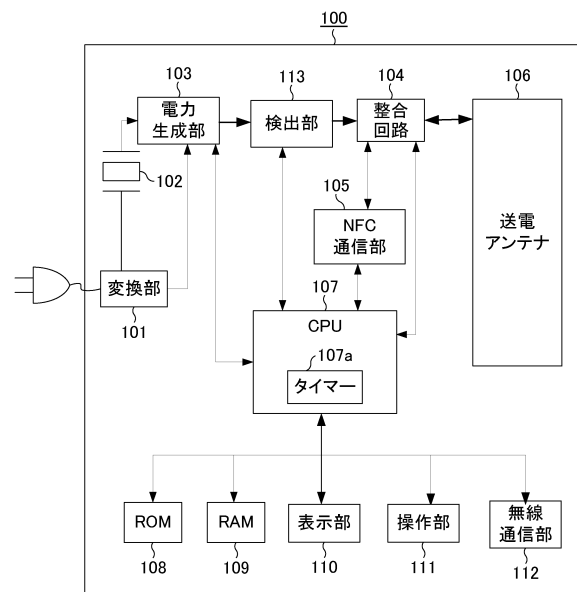 100
103
電力
生成部
113
検出部
104
整合
回路
106
送電
アンテナ
102
105
NFC
通信部
変換部
101
107
CPU
107a
タイマー
ROM
108
RAM
109
表示部
110
操作部
111
無線
通信部
112